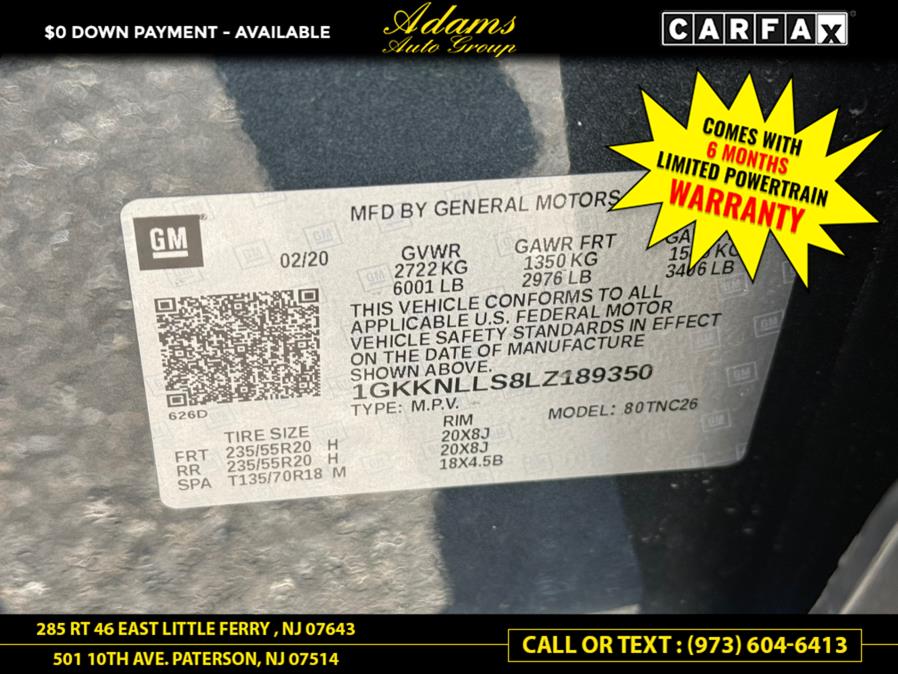 $0 DOWN PAYMENT - AVAILABLE
Adams
Auto Group
CARFAX
COMES WITH
6 MONTHS
LIMITED POWERTRAIN
WARRANTY
GM
MFD BY GENERAL MOTORS
02/20
GVWR GAWR FRT
2722 KG 1350 KG
6001 LB 2976 LB 3406 LB
THIS VEHICLE CONFORMS TO ALL
APPLICABLE U.S. FEDERAL MOTOR
VEHICLE SAFETY STANDARDS IN EFFECT
ON THE DATE OF MANUFACTURE
SHOWN ABOVE.
1GKKNLLS8LZ189350
TYPE: M.P.V. MODEL: 80TNC26
626D
TIRE SIZE RIM
FRT 235/55R20 H 20X8J
RR 235/55R20 H 20X8J
SPA T135/70R18 M 18X4.5B
285 RT 46 EAST LITTLE FERRY , NJ 07643
501 10TH AVE. PATERSON, NJ 07514
CALL OR TEXT : (973) 604-6413